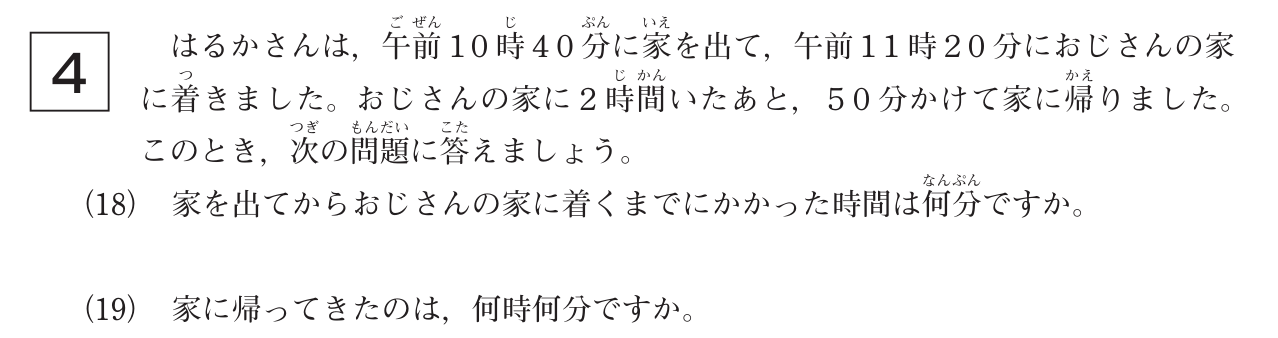 4 はるかさんは，午前１０時４０分に家を出て，午前１１時２０分におじさんの家
に着きました。おじさんの家に２時間いたあと，５０分かけて家に帰りました。
このとき，次の問題に答えましょう。
(18) 家を出てからおじさんの家に着くまでにかかった時間は何分ですか。
(19) 家に帰ってきたのは，何時何分ですか。